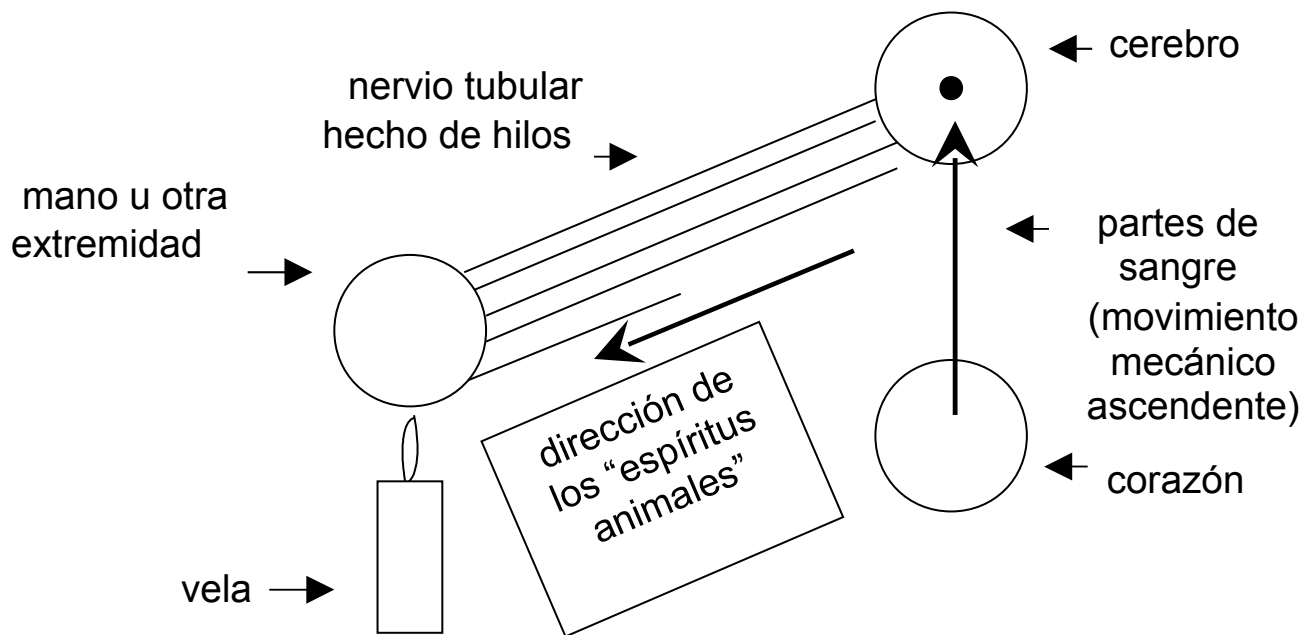 cerebro
nervio tubular
hecho de hilos
mano u otra
extremidad
partes de
sangre
(movimiento
mecánico
ascendente)
dirección de
los “espíritus
animales”
corazón
vela